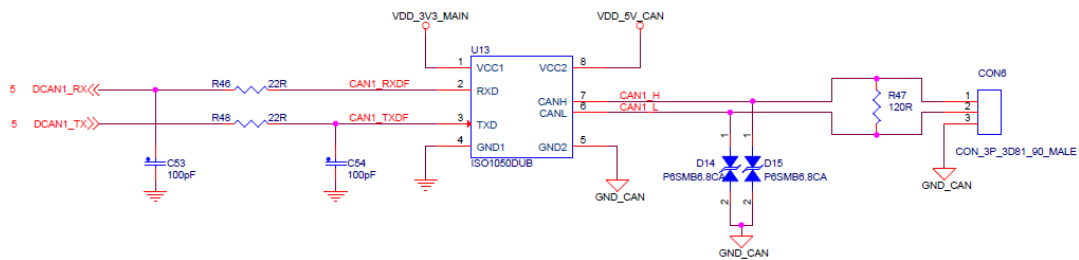 VDD_3V3_MAIN
VDD_5V_CAN
U13
1 VCC1 VCC2 8
5 DCAN1_RX R46 22R CAN1_RXDF 2 RXD
CANH 7 CAN1_H
CANL 6 CAN1_L
5 DCAN1_TX R48 22R CAN1_TXDF 3 TXD
4 GND1 GND2 5
ISO1050DUB
C53
100pF
C54
100pF
GND_CAN
1 1
D14 D15
P6SMB6.8CA P6SMB6.8CA
2 2
GND_CAN
R47
120R
CON6
1
2
3
CON_3P_3D81_90_MALE
GND_CAN